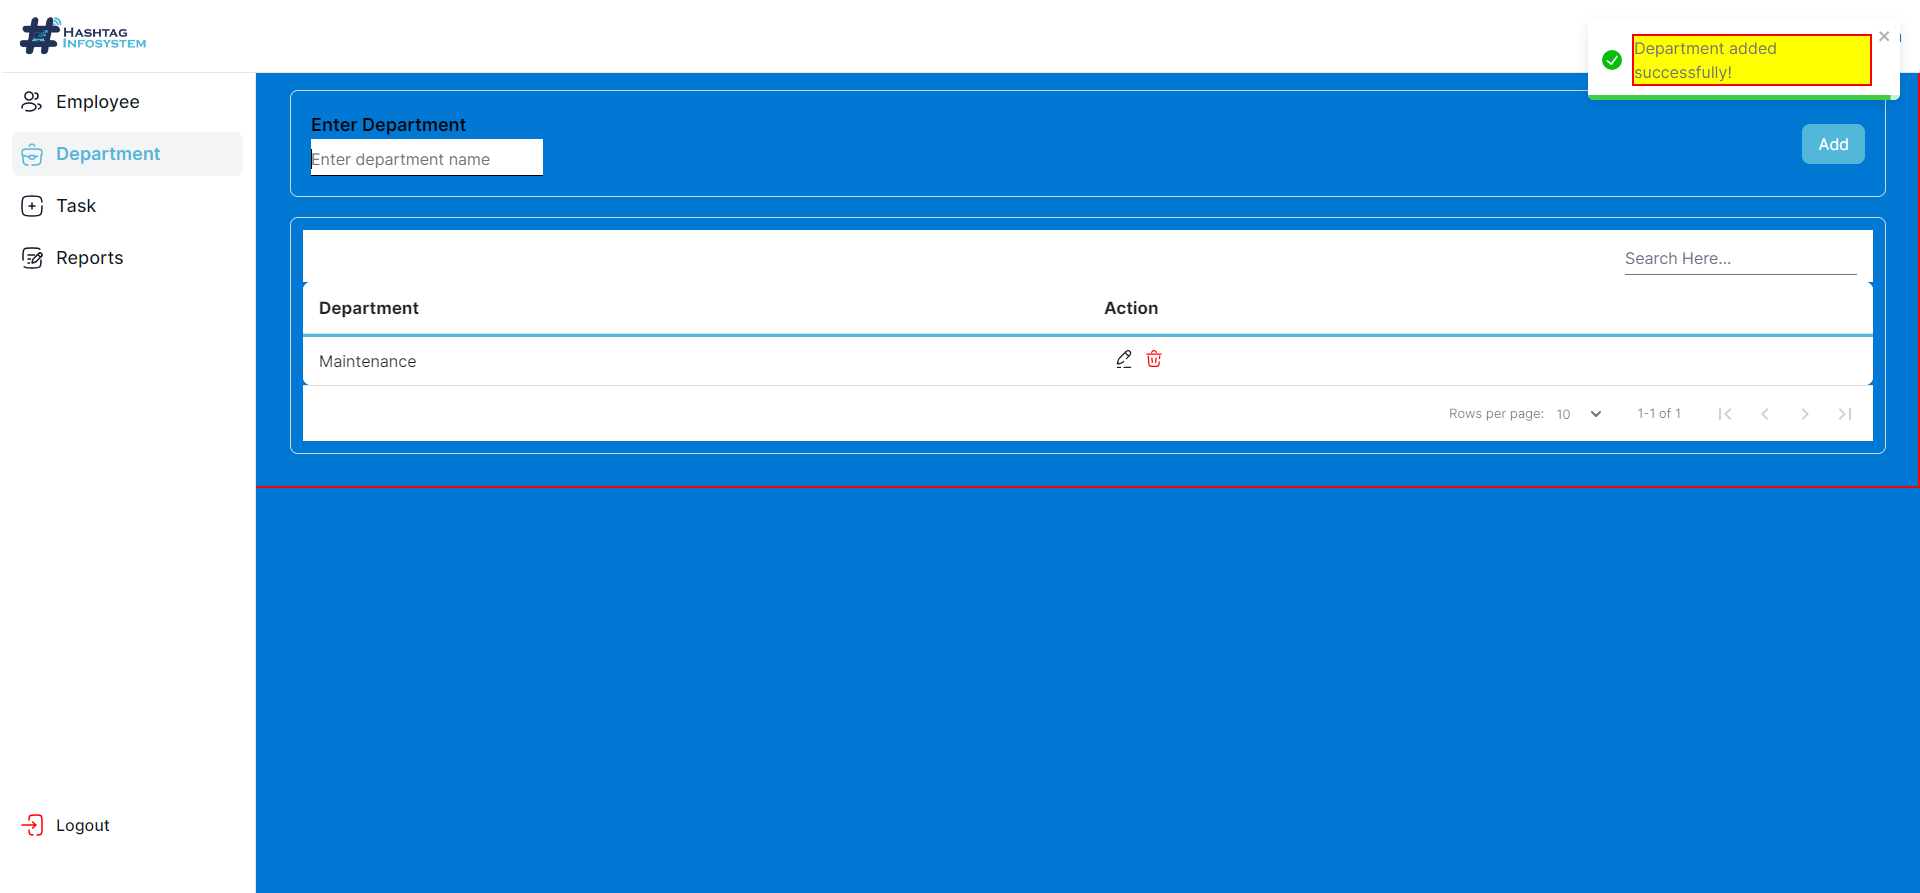 HASHTAG
INFOSYSTEM
Department added
successfully!
Employee
Department
Task
Reports
Logout
Enter Department
Enter department name
Add
Search Here...
Department Action
Maintenance
Rows per page: 10 1-1 of 1